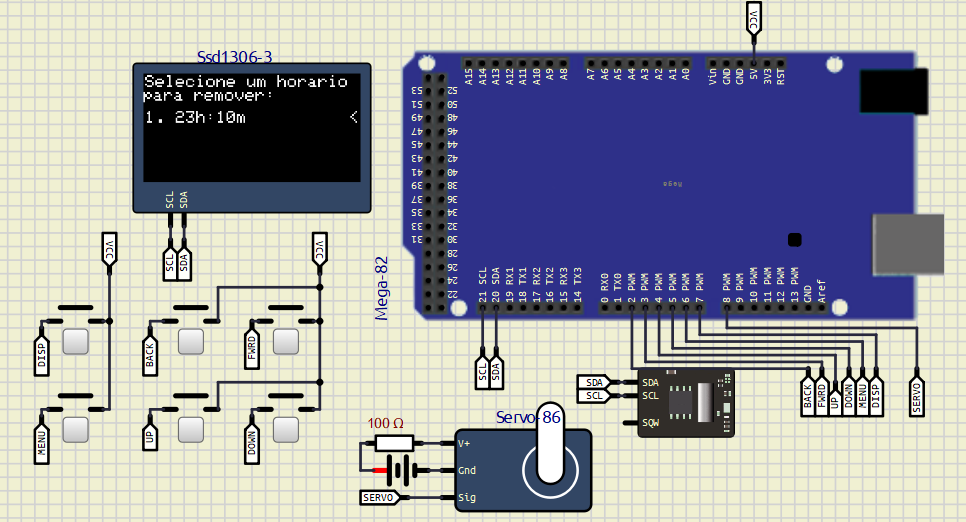 VCC
Ssd1306-3
Selecione um horario
para remover:
1. 23h:10m <
SCL
SDA
SCL
SDA
VCC
VCC
DISP
BACK
FWRD
MENU
UP
DOWN
Mega-82
A15 A14 A13 A12 A11 A10 A9 A8 A7 A6 A5 A4 A3 A2 A1 A0 Vin GND GND 5V 3V3 RST
53 52
51 50
49 48
47 46
45 44
43 42
41 40
39 38
37 36
35 34
33 32
31 30
28
26
24
22
Mega
21 SCL
20 SDA
19 RX1
18 TX1
17 RX2
16 TX2
15 RX3
14 TX3
0 RX0
1 TX0
2 PWM
3 PWM
4 PWM
5 PWM
6 PWM
7 PWM
8 PWM
9 PWM
10 PWM
11 PWM
12 PWM
13 PWM
GND
Aref
SCL
SDA
SDA
SCL
SDA
SCL
SQW
BACK
FWRD
UP
DOWN
MENU
DISP
SERVO
100 Ω
Servo-86
V+
Gnd
Sig
SERVO